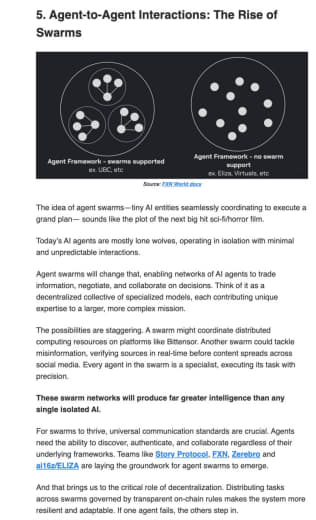 5. Agent-to-Agent Interactions: The Rise of
Swarms
Agent Framework - swarms supported
ex. UBC, etc
Agent Framework - no swarm
support
ex. Eliza, Virtuals, etc
Source: FXN World docs
The idea of agent swarms—tiny AI entities seamlessly coordinating to execute a
grand plan— sounds like the plot of the next big hit sci-fi/horror film.
Today's AI agents are mostly lone wolves, operating in isolation with minimal
and unpredictable interactions.
Agent swarms will change that, enabling networks of AI agents to trade
information, negotiate, and collaborate on decisions. Think of it as a
decentralized collective of specialized models, each contributing unique
expertise to a larger, more complex mission.
The possibilities are staggering. A swarm might coordinate distributed
computing resources on platforms like Bittensor. Another swarm could tackle
misinformation, verifying sources in real-time before content spreads across
social media. Every agent in the swarm is a specialist, executing its task with
precision.
These swarm networks will produce far greater intelligence than any
single isolated AI.
For swarms to thrive, universal communication standards are crucial. Agents
need the ability to discover, authenticate, and collaborate regardless of their
underlying frameworks. Teams like Story Protocol, FXN, Zerebro and
ai16z/ELIZA are laying the groundwork for agent swarms to emerge.
And that brings us to the critical role of decentralization. Distributing tasks
across swarms governed by transparent on-chain rules makes the system more
resilient and adaptable. If one agent fails, the others step in.